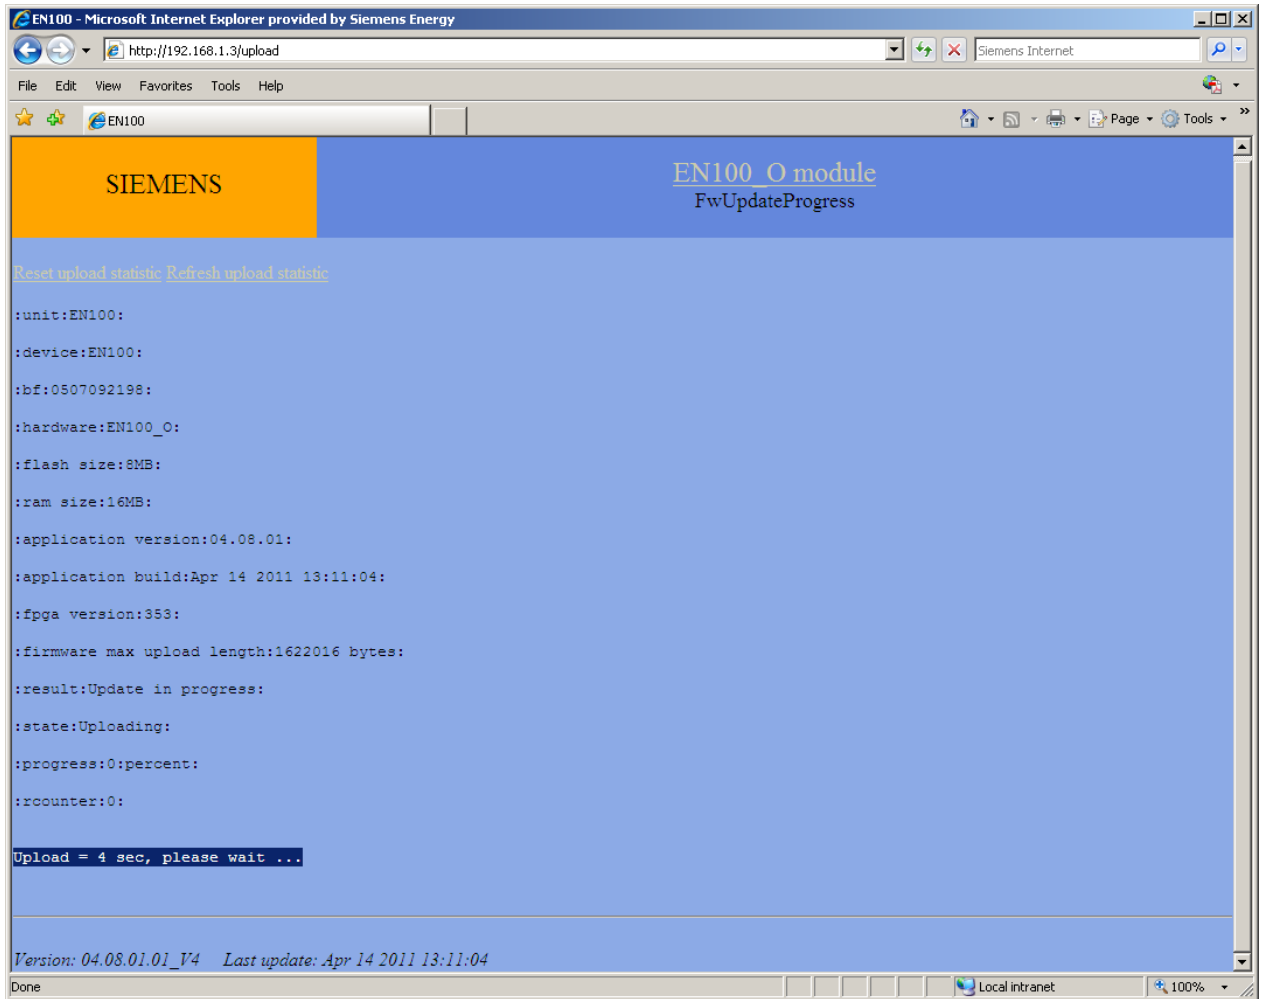 EN100 - Microsoft Internet Explorer provided by Siemens Energy
http://192.168.1.3/upload
Siemens Internet
File Edit View Favorites Tools Help
EN100
Page Tools »
SIEMENS
EN100_O module
FwUpdateProgress
Reset upload statistic Refresh upload statistic
:unit:EN100:
:device:EN100:
:bf:0507092198:
:hardware:EN100_O:
:flash size:8MB:
:ram size:16MB:
:application version:04.08.01:
:application build:Apr 14 2011 13:11:04:
:fpga version:353:
:firmware max upload length:1622016 bytes:
:result:Update in progress:
:state:Uploading:
:progress:0:percent:
:rcounter:0:
Upload = 4 sec, please wait ...
Version: 04.08.01.01_V4 Last update: Apr 14 2011 13:11:04
Done
Local intranet
100%